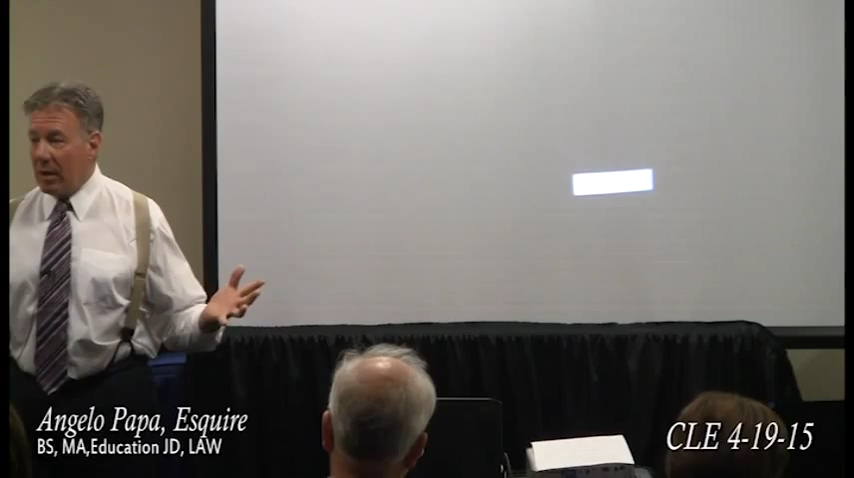 Angelo Papa, Esquire
BS, MA,Education JD, LAW
CLE 4-19-15